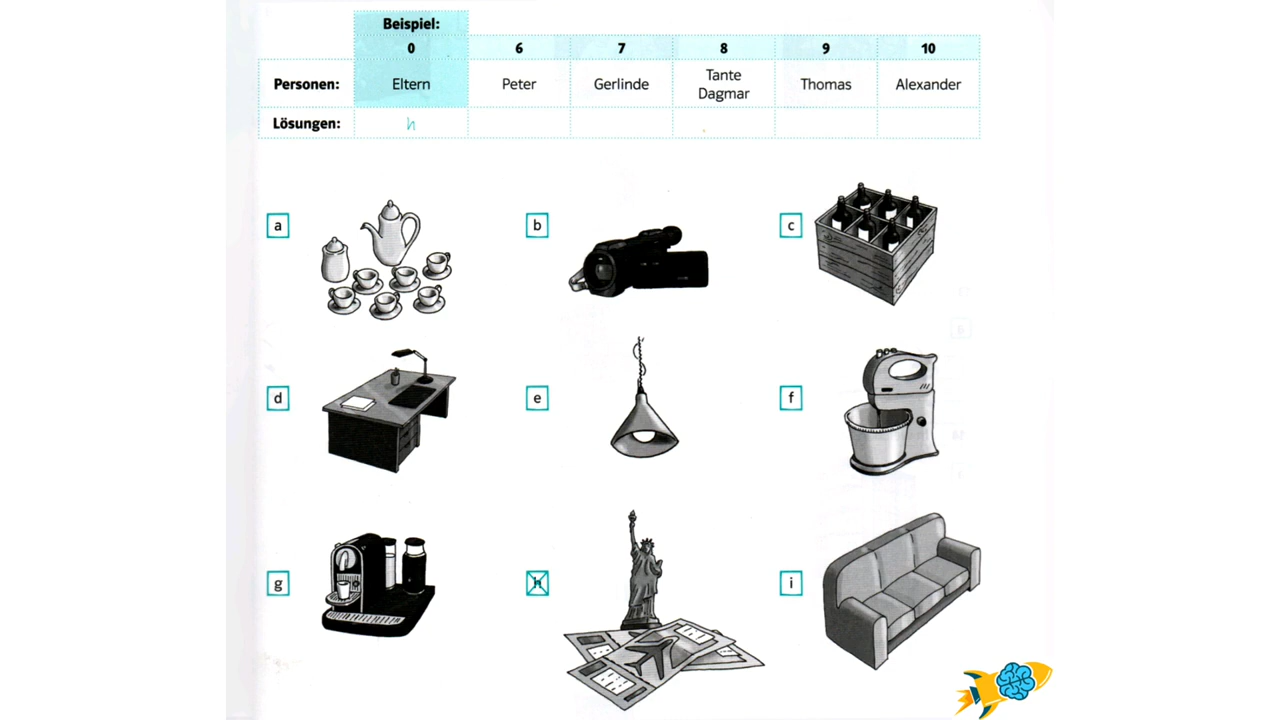 Beispiel:
0 6 7 8 9 10
Personen: Eltern Peter Gerlinde Tante Dagmar Thomas Alexander
Lösungen: h
a b c
d e f
g h i